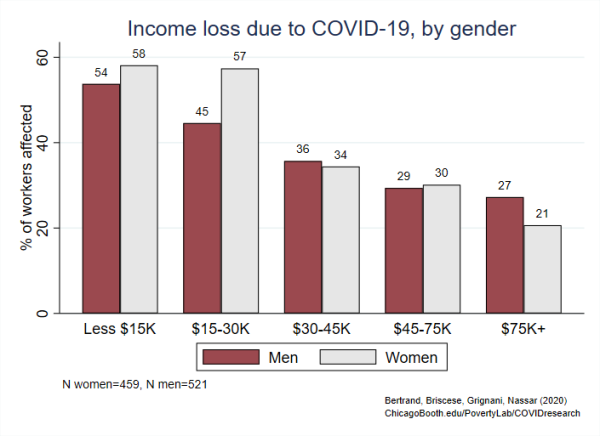 Income loss due to COVID-19, by gender
% of workers affected
60
40
20
0
54 58 45 57 36 34 29 30 27 21
Less $15K $15-30K $30-45K $45-75K $75K+
Men Women
N women=459, N men=521
Bertrand, Briscese, Grignani, Nassar (2020)
ChicagoBooth.edu/PovertyLab/COVIDresearch